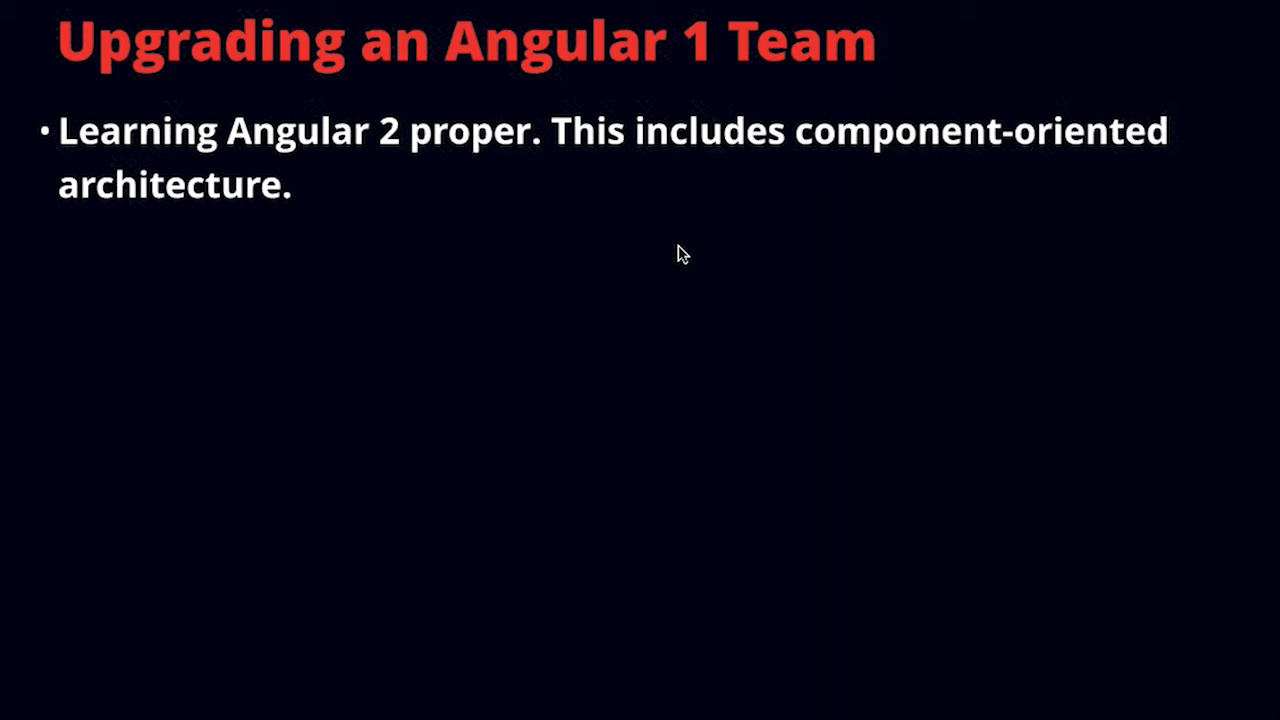 Upgrading an Angular 1 Team
• Learning Angular 2 proper. This includes component-oriented
architecture.